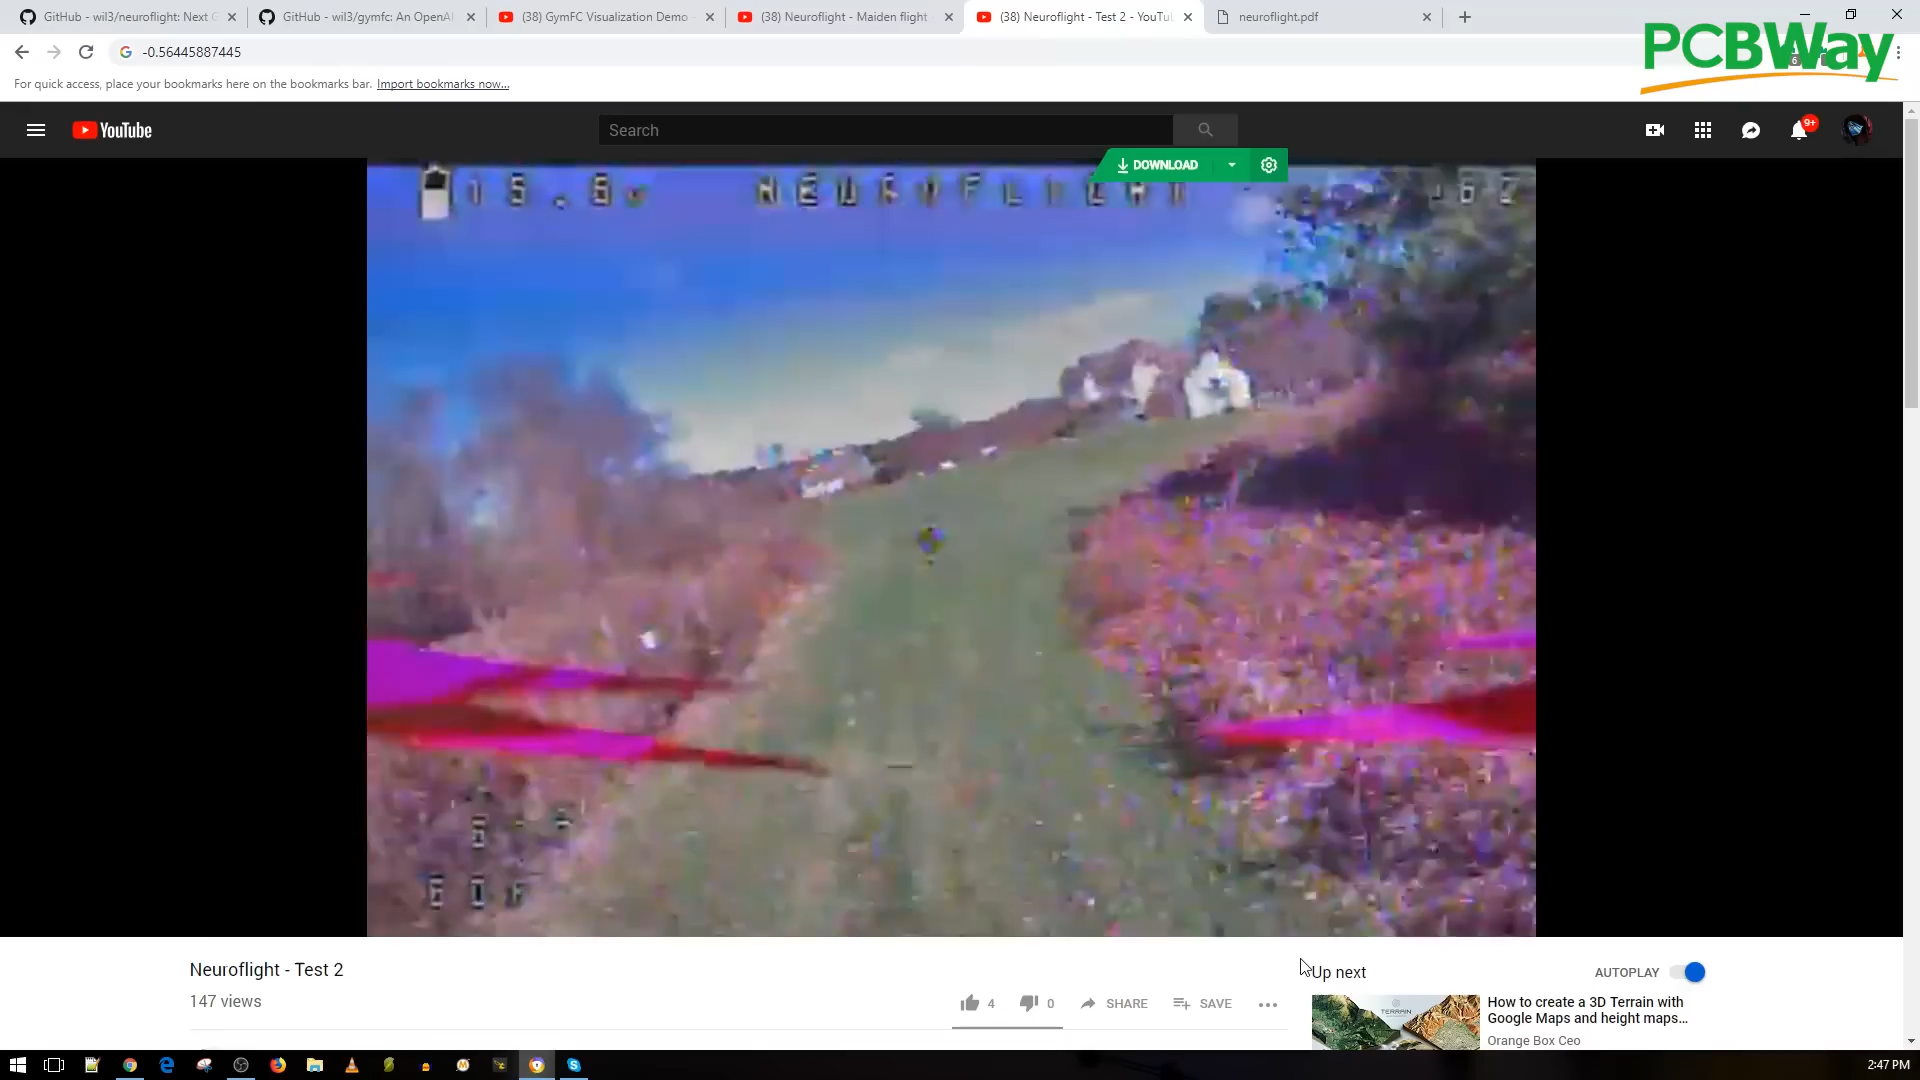 GitHub - wil3/neuroflight: Next G
GitHub - wil3/gymfc: An OpenAI
(38) GymFC Visualization Demo
(38) Neuroflight - Maiden flight
(38) Neuroflight - Test 2 - YouTu
neuroflight.pdf
PCBWay
-0.56445887445
For quick access, place your bookmarks here on the bookmarks bar. Import bookmarks now...
YouTube
Search
9+
DOWNLOAD
NEUROFLIGHT
Neuroflight - Test 2
147 views
4
0
SHARE
SAVE
Up next
AUTOPLAY
How to create a 3D Terrain with
Google Maps and height maps...
Orange Box Ceo
TERRAIN
2:47 PM